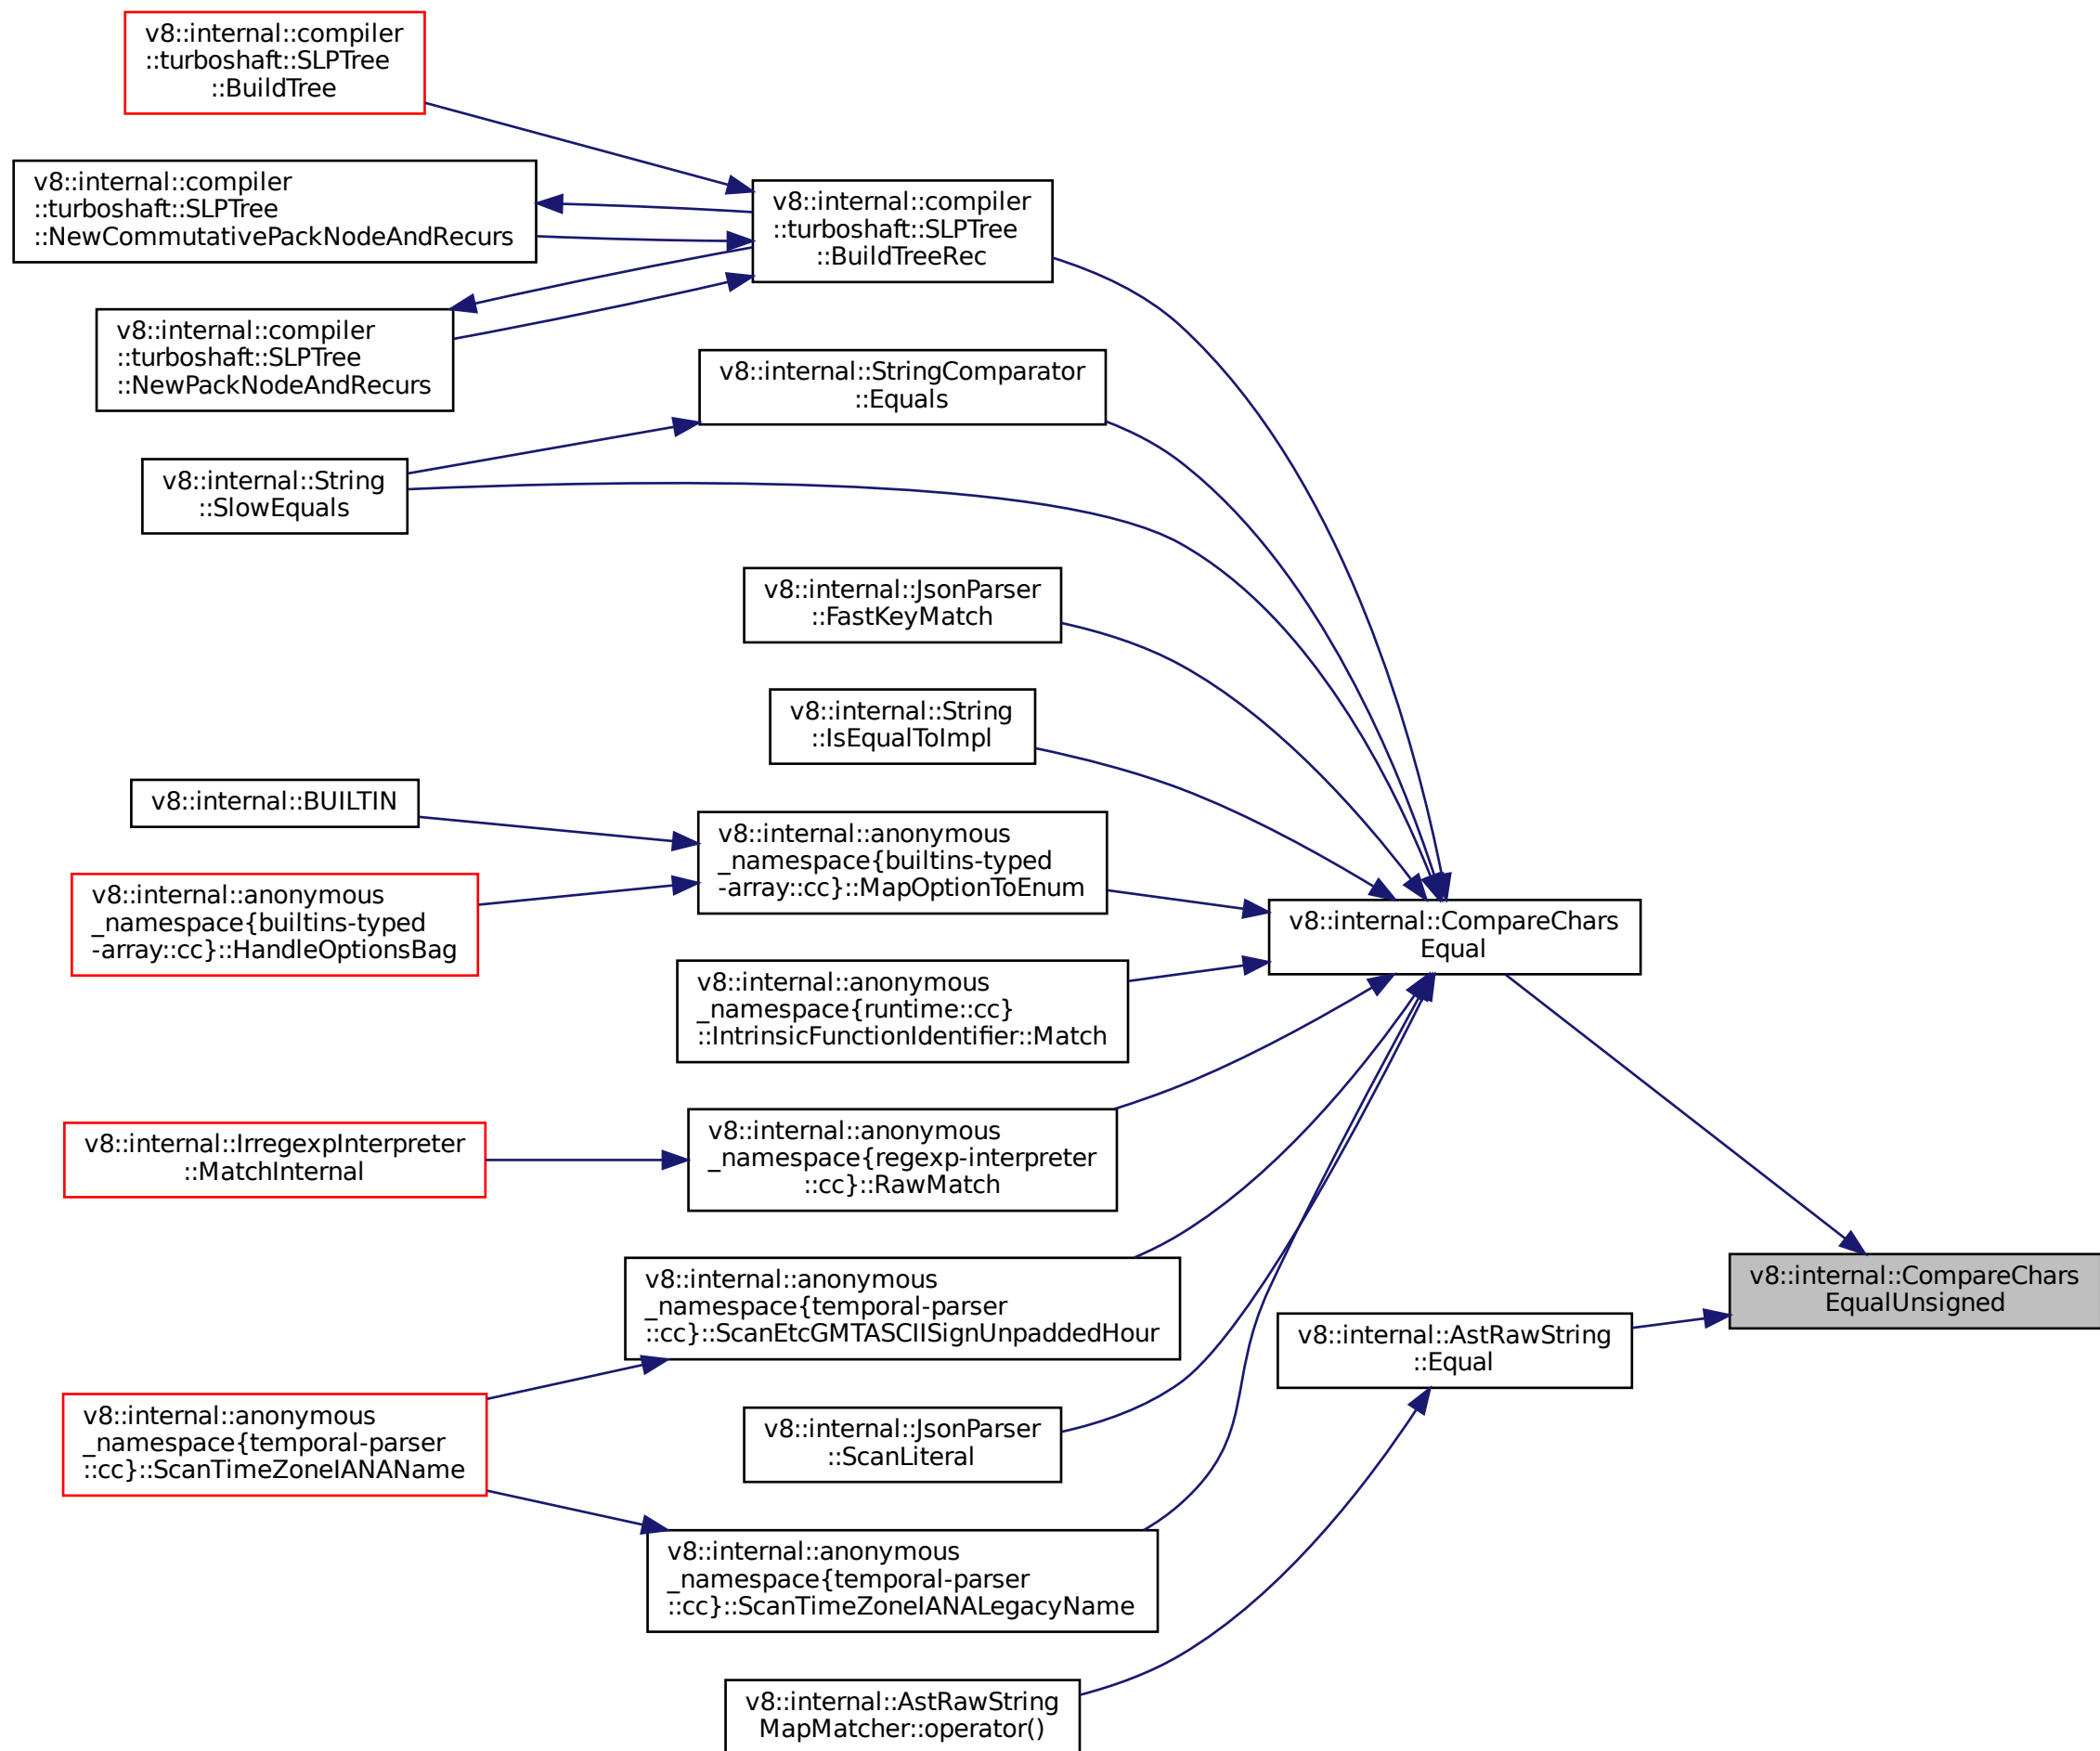 v8::internal::compiler
::turboshaft::SLPTree
::BuildTree
v8::internal::compiler
::turboshaft::SLPTree
::NewCommutativePackNodeAndRecurs
v8::internal::compiler
::turboshaft::SLPTree
::BuildTreeRec
v8::internal::compiler
::turboshaft::SLPTree
::NewPackNodeAndRecurs
v8::internal::StringComparator
::Equals
v8::internal::String
::SlowEquals
v8::internal::JsonParser
::FastKeyMatch
v8::internal::String
::IsEqualToImpl
v8::internal::BUILTIN
v8::internal::anonymous
_namespace{builtins-typed
-array::cc}::MapOptionToEnum
v8::internal::anonymous
_namespace{builtins-typed
-array::cc}::HandleOptionsBag
v8::internal::CompareChars
Equal
v8::internal::anonymous
_namespace{runtime::cc}
::IntrinsicFunctionIdentifier::Match
v8::internal::IrregexpInterpreter
::MatchInternal
v8::internal::anonymous
_namespace{regexp-interpreter
::cc}::RawMatch
v8::internal::anonymous
_namespace{temporal-parser
::cc}::ScanEtcGMTASCIISignUnpaddedHour
v8::internal::CompareChars
EqualUnsigned
v8::internal::AstRawString
::Equal
v8::internal::anonymous
_namespace{temporal-parser
::cc}::ScanTimeZoneIANAName
v8::internal::JsonParser
::ScanLiteral
v8::internal::anonymous
_namespace{temporal-parser
::cc}::ScanTimeZoneIANALegacyName
v8::internal::AstRawString
MapMatcher::operator()